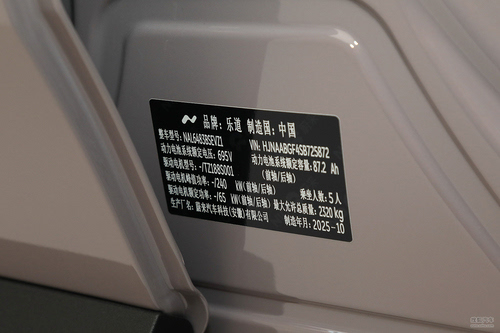 品牌：乐道 制造国：中国
整车型号：NAL6483BSEVZ1 VIN: HJNAABGF4SB725872
动力电池系统额定电压：695V 动力电池系统额定容量：87.2 Ah
驱动电机型号：-/TZ188S001 （前轴/后轴）
驱动电机峰值功率：-/240 kW(前轴/后轴) 乘坐人数：5人
驱动电机额定功率：-/65 kW(前轴/后轴) 最大允许总质量：2320 kg
生产厂名：蔚来汽车科技(安徽)有限公司 制造年月：2025-10